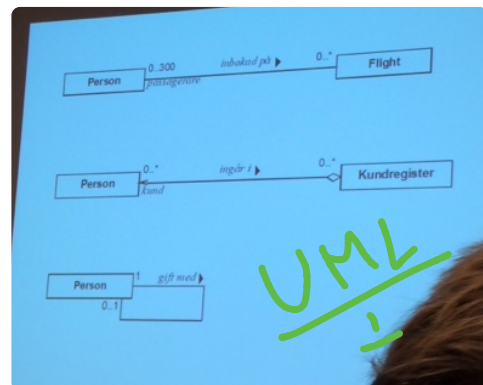 0..300 inbokad på 0..*
Person Flight
passagerare
0..* ingår i 0..*
Person Kundregister
kund
Person 1 gift med
0..1
UML
1